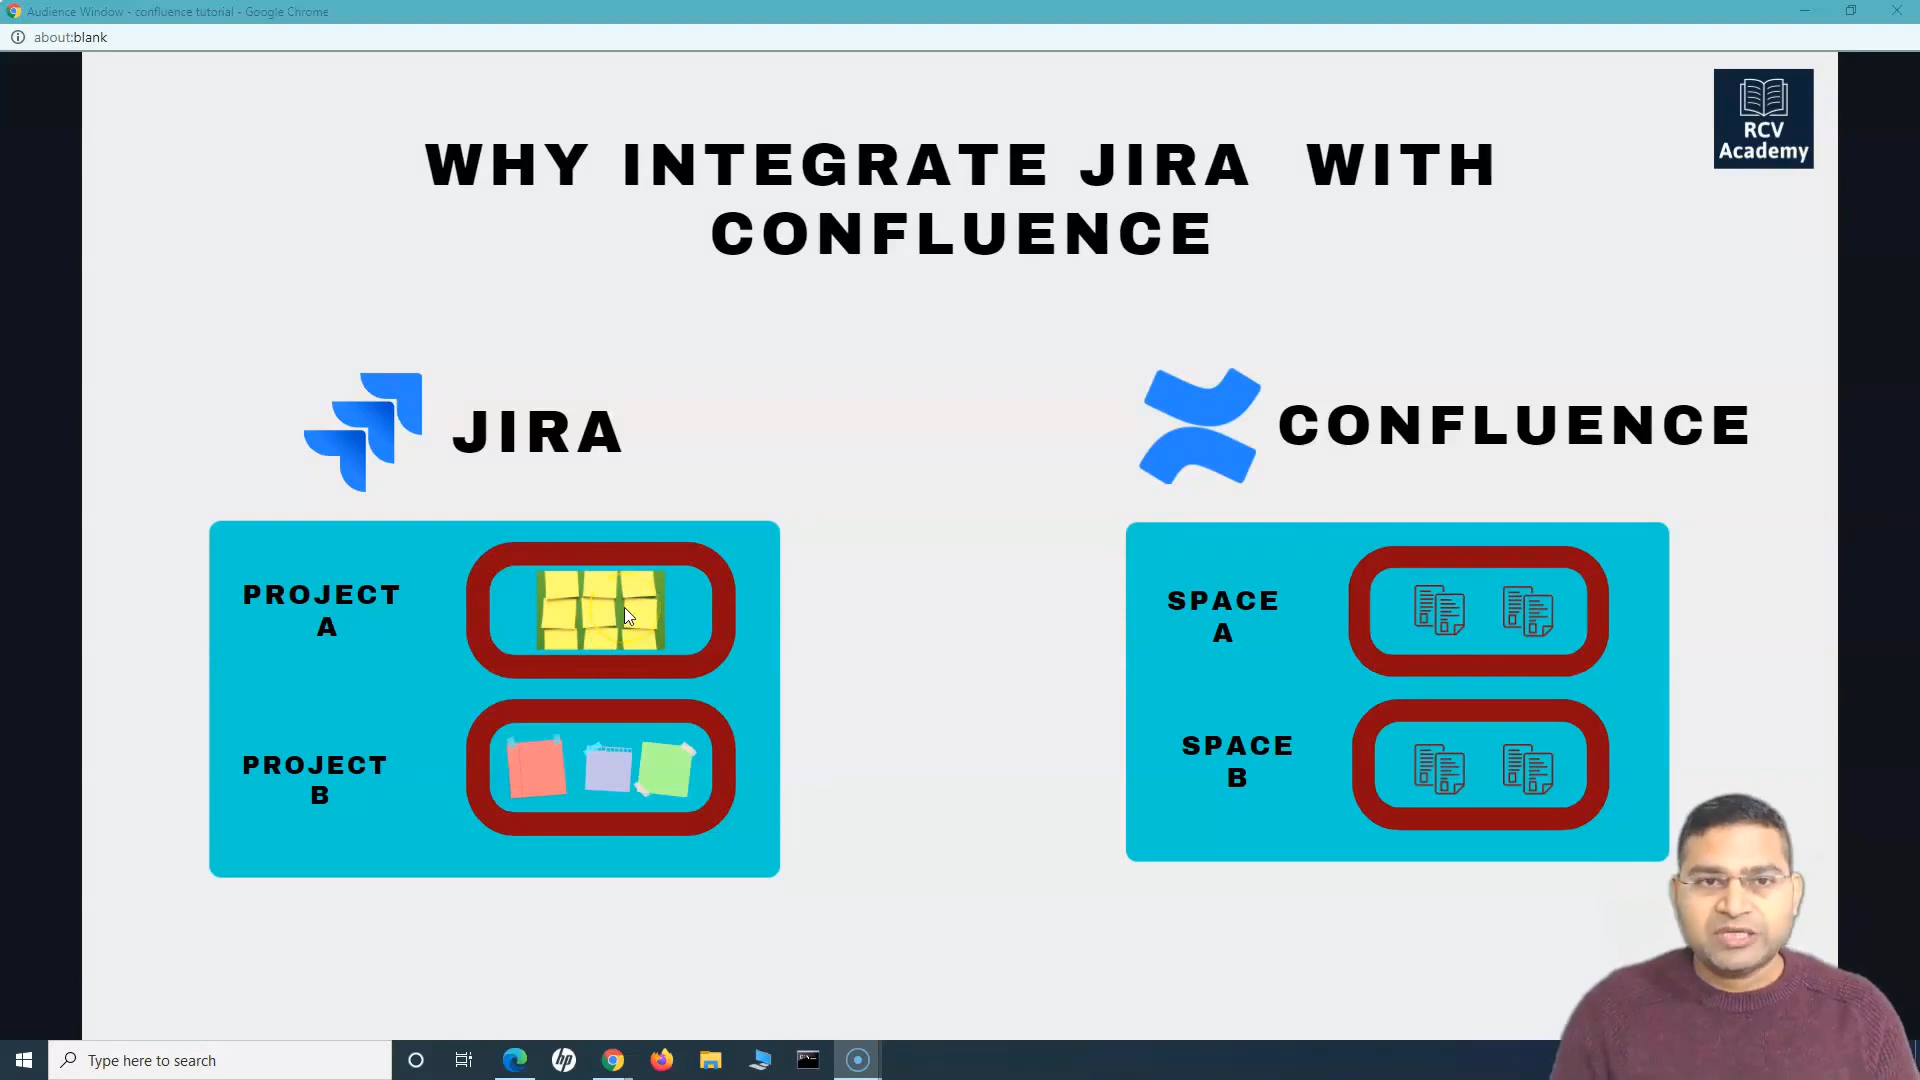 Audience Window - confluence tutorial - Google Chrome
about:blank
RCV
Academy
WHY INTEGRATE JIRA WITH
CONFLUENCE
JIRA
CONFLUENCE
PROJECT
A
SPACE
A
PROJECT
B
SPACE
B
Type here to search
hp